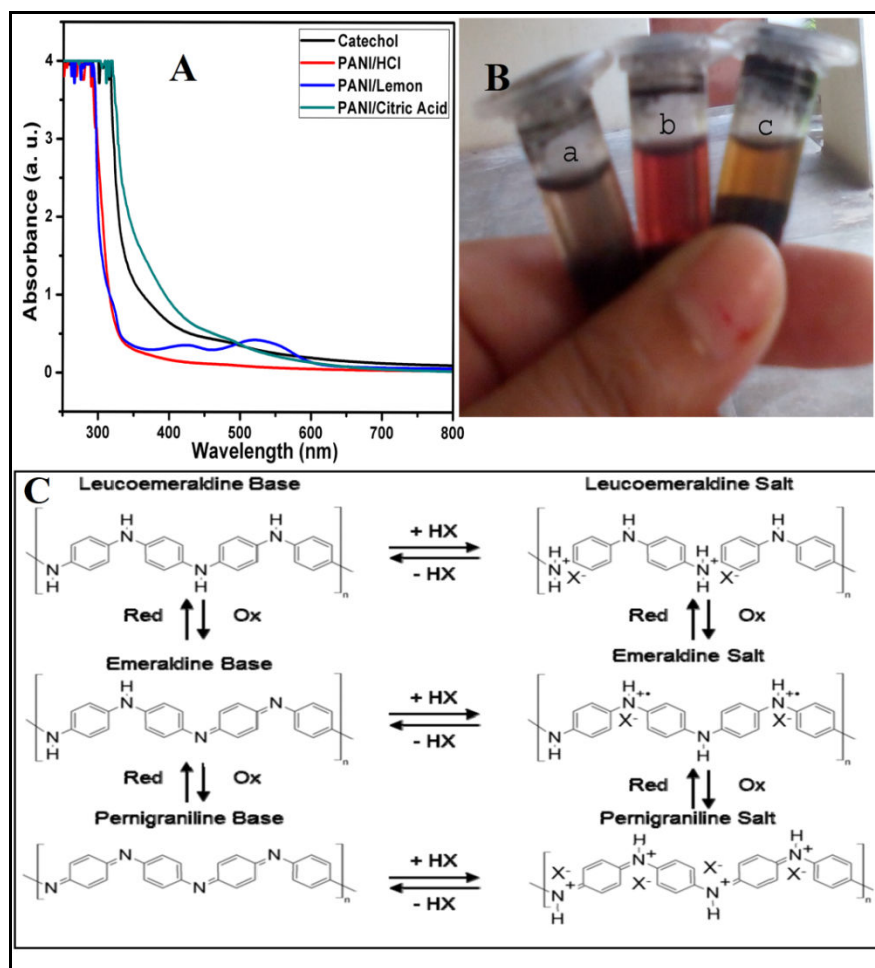 A
Catechol
PANI/HCl
PANI/Lemon
PANI/Citric Acid
Absorbance (a. u.)
4
3
2
1
0
300 400 500 600 700 800
Wavelength (nm)
B
a
b
c
C
Leucoemeraldine Base
Leucoemeraldine Salt
H N H N N H N H n
+ HX
- HX
H N H + X- N H N H H + X- n
Red Ox
Red Ox
Emeraldine Base
Emeraldine Salt
N H H N N N n
+ HX
- HX
N H H N +• X- N H H N +• X- n
Red Ox
Red Ox
Pernigraniline Base
Pernigraniline Salt
N N N N n
+ HX
- HX
X- N + H H N + X- X- N + H H N + X- n